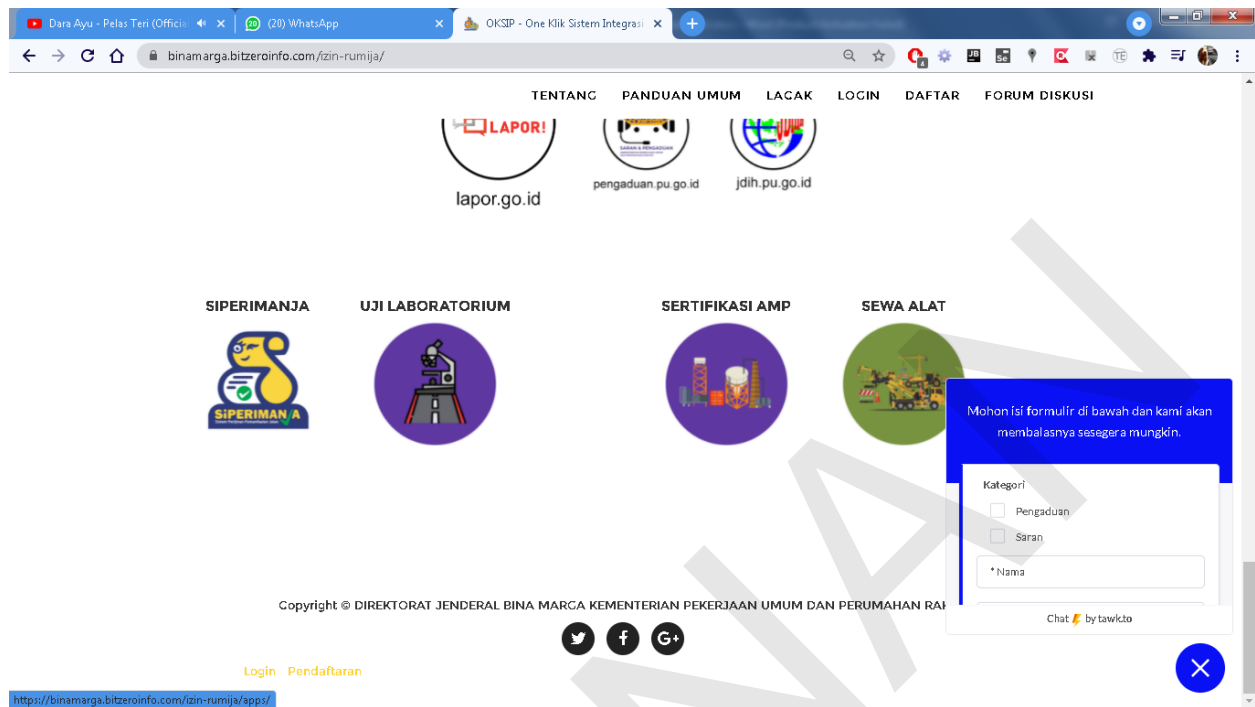 Dara Ayu - Pelas Teri (Official
(20) WhatsApp
OKSIP - One Klik Sistem Integrasi
binamarga.bitzeroinfo.com/izin-rumija/
TENTANG PANDUAN UMUM LACAK LOGIN DAFTAR FORUM DISKUSI
LAPOR!
SARAN & PENGADUAN
lapor.go.id
pengaduan.pu.go.id
jdih.pu.go.id
SIPERIMANJA UJI LABORATORIUM SERTIFIKASI AMP SEWA ALAT
SiPERIMANJA
Mohon isi formulir di bawah dan kami akan
membalasnya sesegera mungkin.
Kategori
Pengaduan
Saran
* Nama
Chat by tawk.to
Copyright © DIREKTORAT JENDERAL BINA MARGA KEMENTERIAN PEKERJAAN UMUM DAN PERUMAHAN RAK
G+
Login Pendaftaran
https://binamarga.bitzeroinfo.com/izin-rumija/apps/
NAN